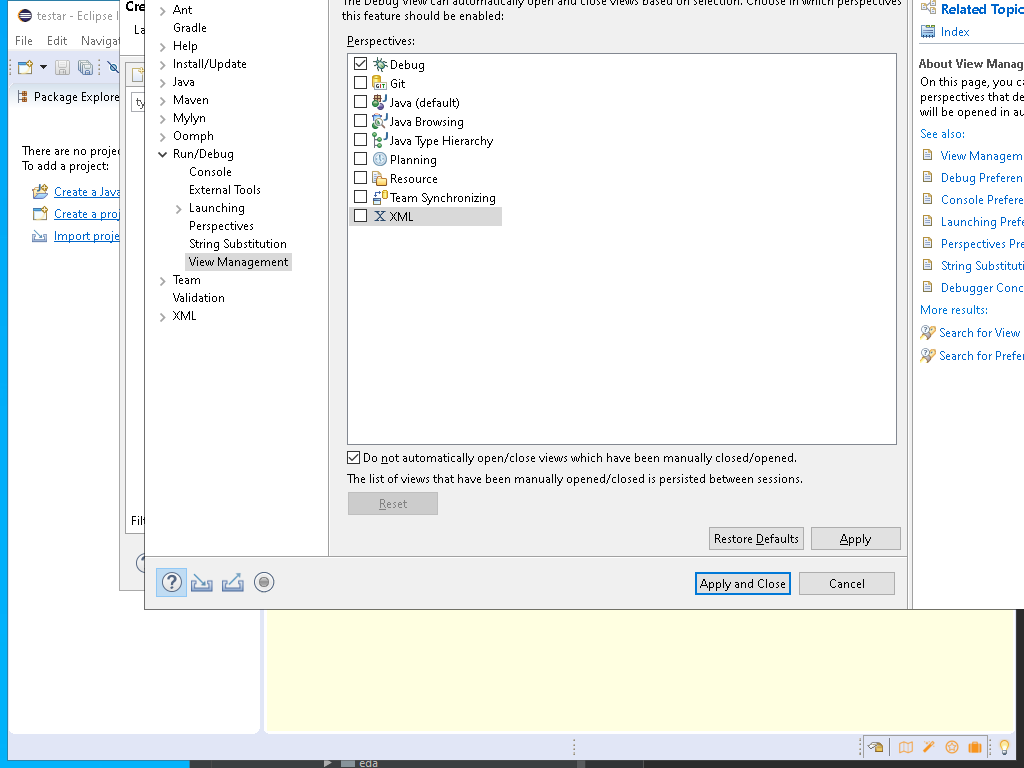 testar - Eclipse
File Edit Navigat
Package Explore
There are no projec
To add a project:
Create a Java
Create a proj
Import proje
Cre
La
ty
Filt
Ant
Gradle
Help
Install/Update
Java
Maven
Mylyn
Oomph
Run/Debug
Console
External Tools
Launching
Perspectives
String Substitution
View Management
Team
Validation
XML
The Debug view can automatically open and close views based on selection. Choose in which perspectives
this feature should be enabled:
Perspectives:
Debug
Git
Java (default)
Java Browsing
Java Type Hierarchy
Planning
Resource
Team Synchronizing
XML
Do not automatically open/close views which have been manually closed/opened.
The list of views that have been manually opened/closed is persisted between sessions.
Reset
Restore Defaults Apply
Apply and Close Cancel
Related Topic
Index
About View Manag
On this page, you ca
perspectives that de
will be opened in au
See also:
View Managem
Debug Preferen
Console Prefere
Launching Prefe
Perspectives Pre
String Substituti
Debugger Conc
More results:
Search for View
Search for Prefer
eda